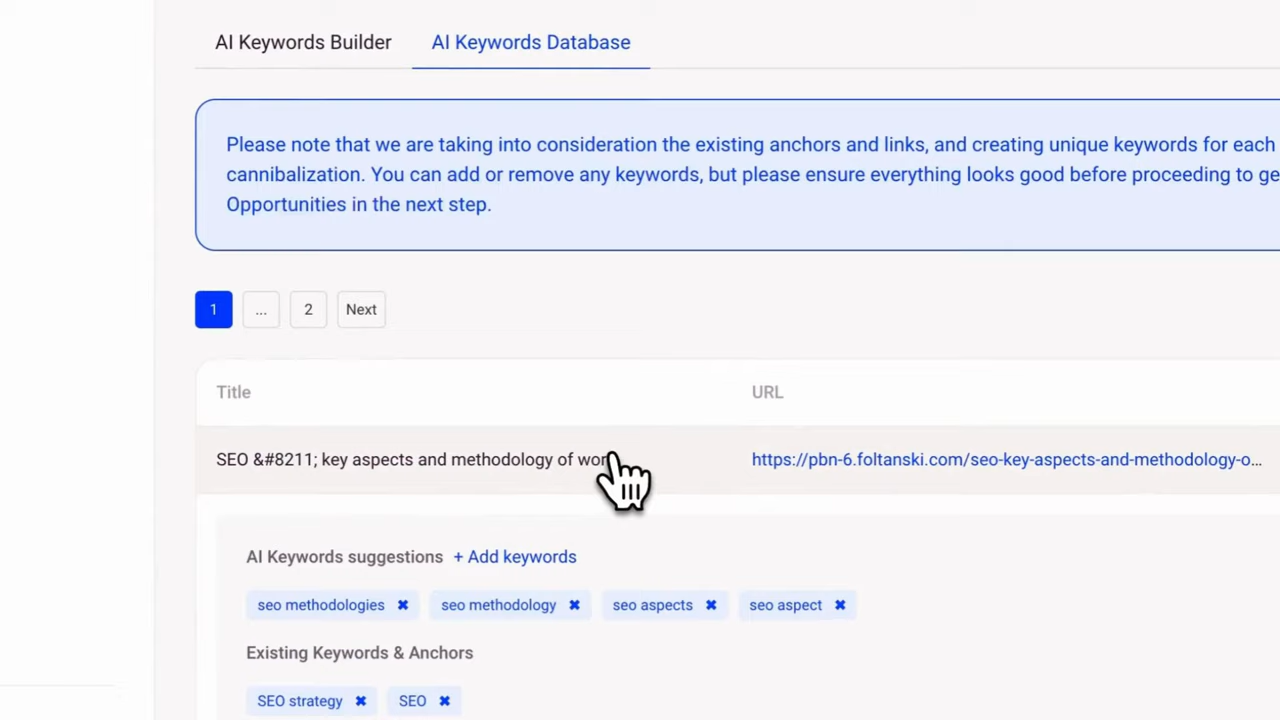 AI Keywords Builder AI Keywords Database
Please note that we are taking into consideration the existing anchors and links, and creating unique keywords for each
cannibalization. You can add or remove any keywords, but please ensure everything looks good before proceeding to ge
Opportunities in the next step.
1 ... 2 Next
Title URL
SEO &#8211; key aspects and methodology of wor https://pbn-6.foltanski.com/seo-key-aspects-and-methodology-o...
AI Keywords suggestions + Add keywords
seo methodologies ✖ seo methodology ✖ seo aspects ✖ seo aspect ✖
Existing Keywords & Anchors
SEO strategy ✖ SEO ✖